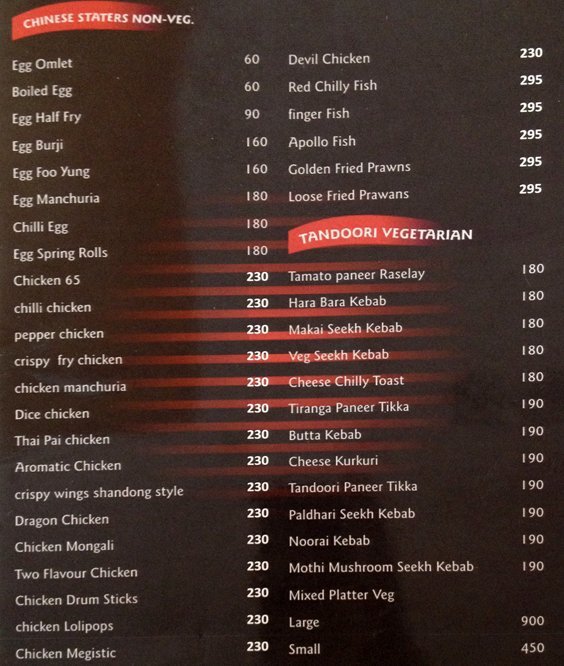 CHINESE STATERS NON-VEG.
Egg Omlet 60
Boiled Egg 60
Egg Half Fry 90
Egg Burji 160
Egg Foo Yung 160
Egg Manchuria 180
Chilli Egg 180
Egg Spring Rolls 180
Chicken 65 230
chilli chicken 230
pepper chicken 230
crispy fry chicken 230
chicken manchuria 230
Dice chicken 230
Thai Pai chicken 230
Aromatic Chicken 230
crispy wings shandong style 230
Dragon Chicken 230
Chicken Mongali 230
Two Flavour Chicken 230
Chicken Drum Sticks 230
chicken Lolipops 230
Chicken Megistic 230
Devil Chicken 230
Red Chilly Fish 295
finger Fish 295
Apollo Fish 295
Golden Fried Prawns 295
Loose Fried Prawans 295
TANDOORI VEGETARIAN
Tamato paneer Raselay 180
Hara Bara Kebab 180
Makai Seekh Kebab 180
Veg Seekh Kebab 180
Cheese Chilly Toast 180
Tiranga Paneer Tikka 190
Butta Kebab 190
Cheese Kurkuri 190
Tandoori Paneer Tikka 190
Paldhari Seekh Kebab 190
Noorai Kebab 190
Mothi Mushroom Seekh Kebab 190
Mixed Platter Veg
Large 900
Small 450